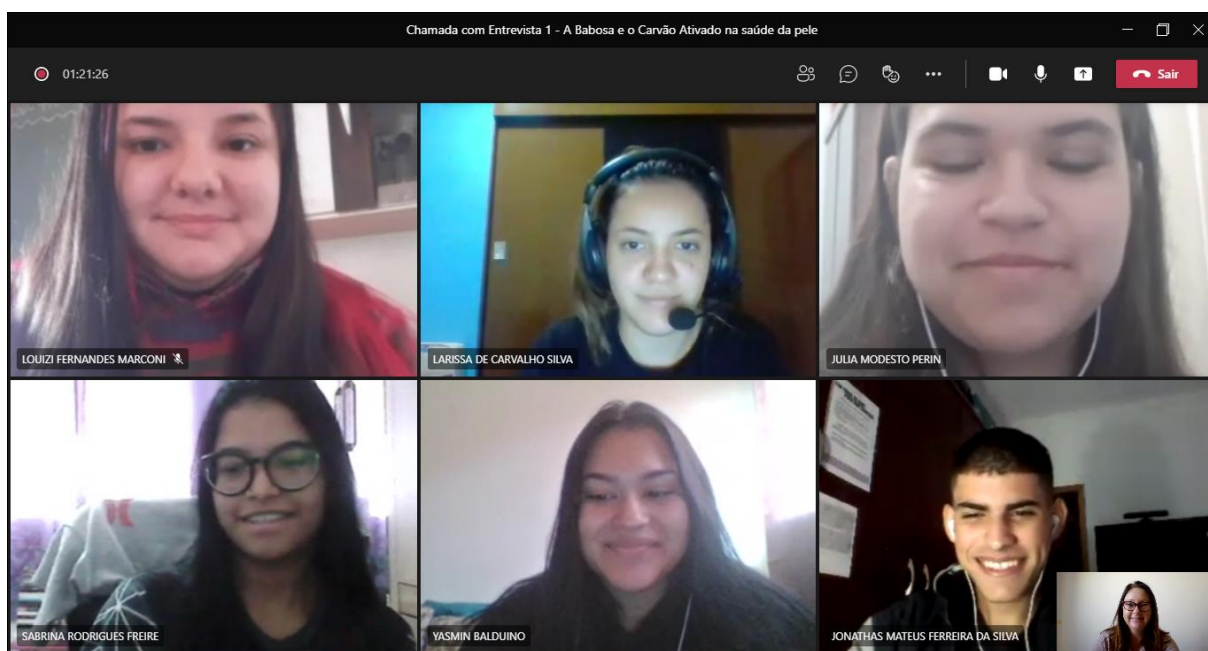 Chamada com Entrevista 1 - A Babosa e o Carvão Ativado na saúde da pele
01:21:26
Sair
LOUIZI FERNANDES MARCONI
LARISSA DE CARVALHO SILVA
JULIA MODESTO PERIN
SABRINA RODRIGUES FREIRE
YASMIN BALDUINO
JONATHAS MATEUS FERREIRA DA SILVA